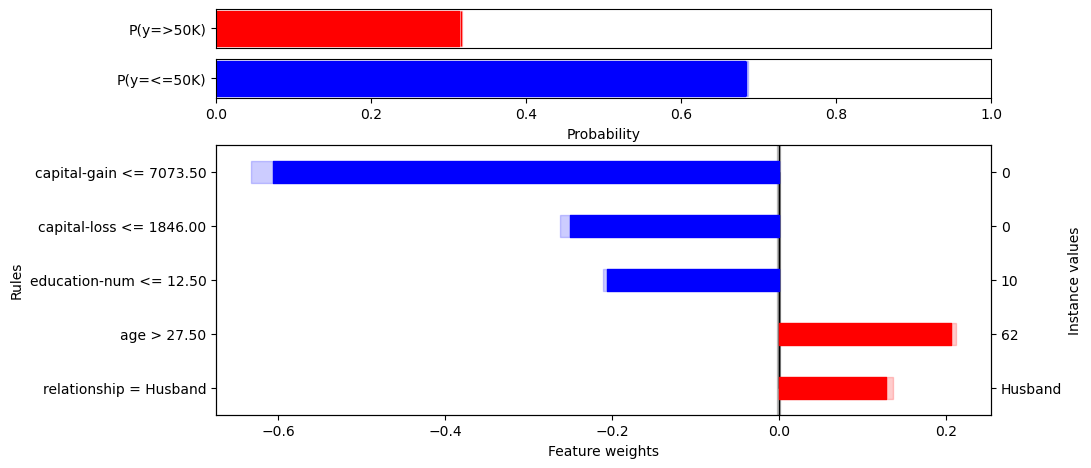 P(y=>50K)
P(y=<=50K)
0.0 0.2 0.4 0.6 0.8 1.0
Probability
capital-gain <= 7073.50 0
capital-loss <= 1846.00 0
education-num <= 12.50 10
age > 27.50 62
relationship = Husband Husband
Rules
Instance values
−0.6 −0.4 −0.2 0.0 0.2
Feature weights